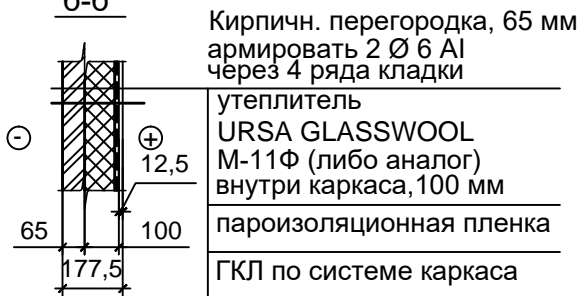 б-б
Кирпичн. перегородка, 65 мм
армировать 2 Ø 6 АI
через 4 ряда кладки
утеплитель
URSA GLASSWOOL
М-11Ф (либо аналог)
внутри каркаса,100 мм
пароизоляционная пленка
ГКЛ по системе каркаса
-
+
12,5
65
100
177,5